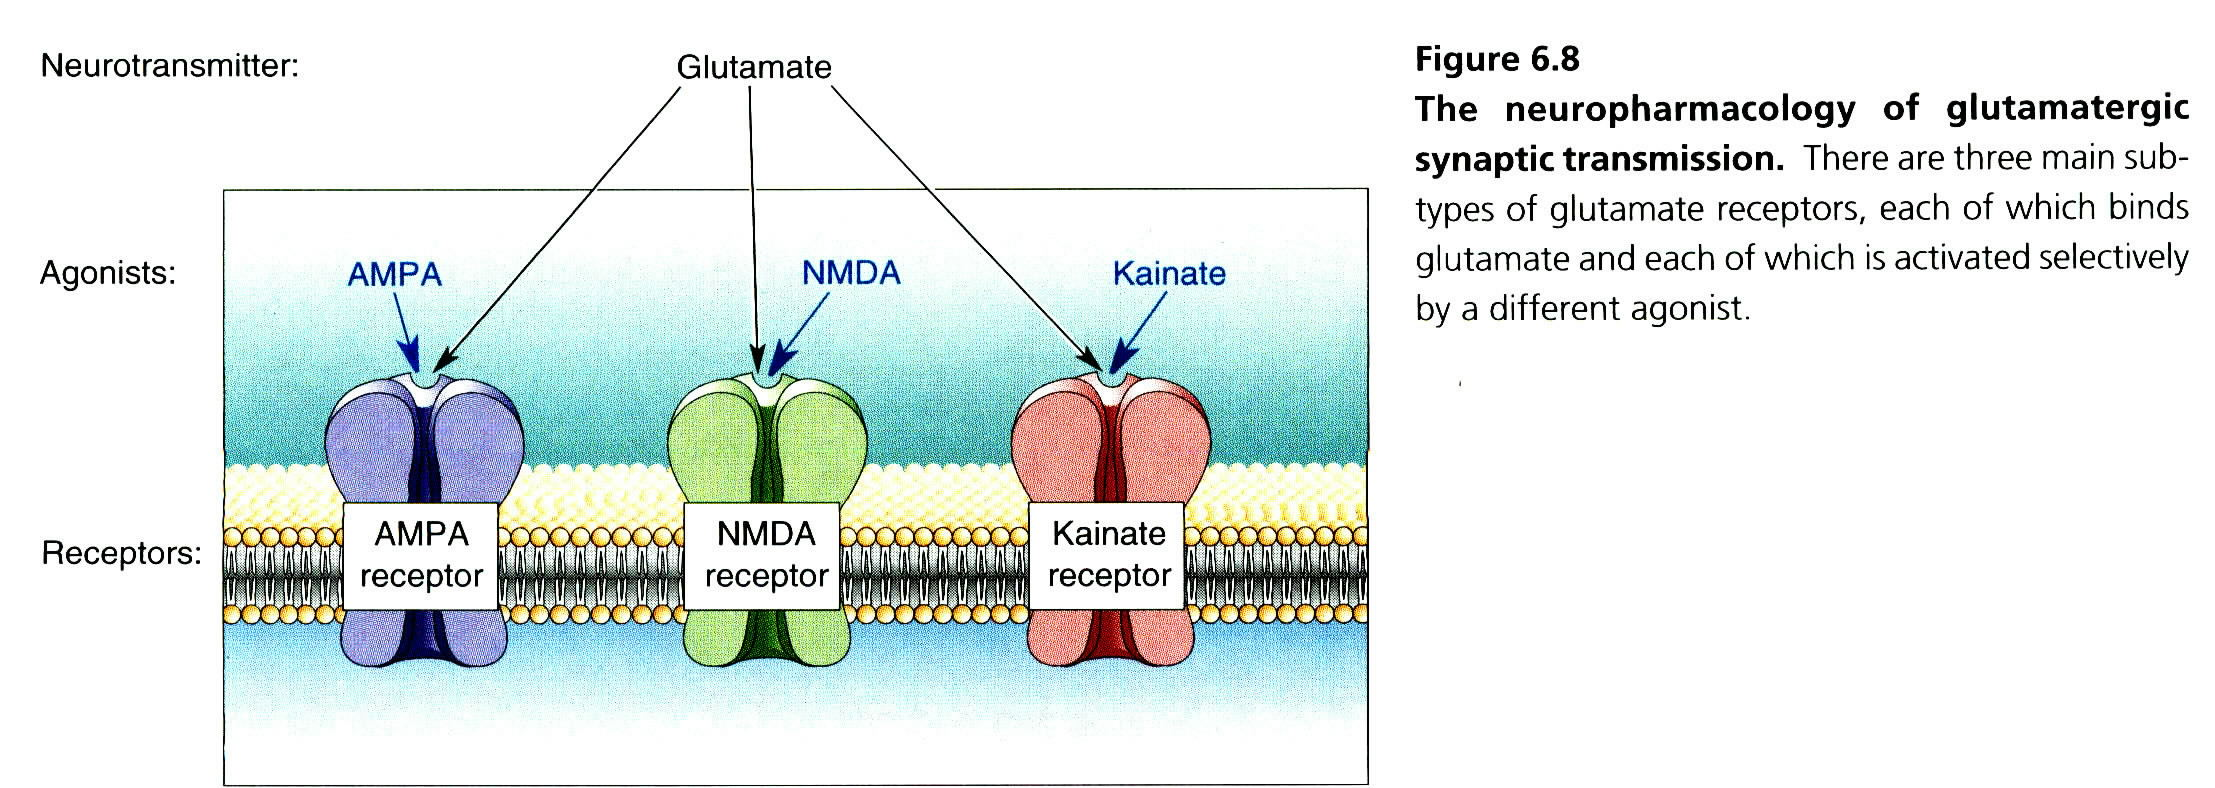 Neurotransmitter:
Glutamate
Agonists:
AMPA
NMDA
Kainate
Receptors:
AMPA
receptor
NMDA
receptor
Kainate
receptor
Figure 6.8
The neuropharmacology of glutamatergic
synaptic transmission. There are three main sub-
types of glutamate receptors, each of which binds
glutamate and each of which is activated selectively
by a different agonist.